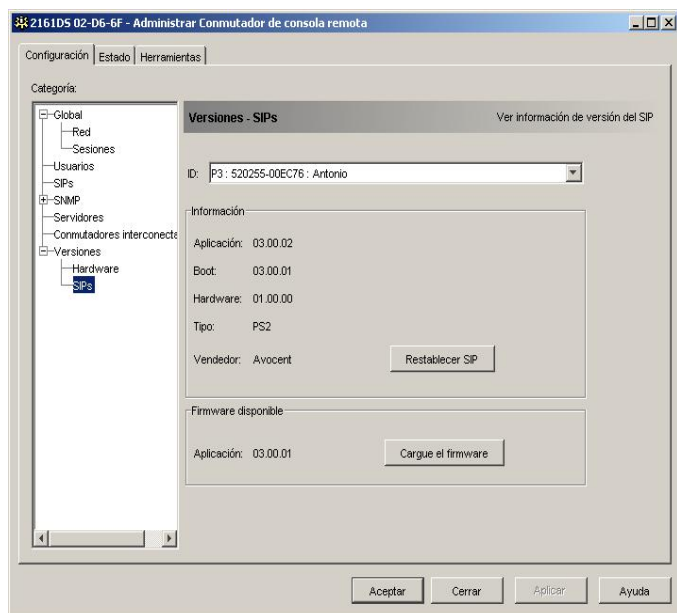 2161DS 02-D6-6F - Administrar Conmutador de consola remota
Configuración Estado Herramientas
Categoría:
Global
Red
Sesiones
Usuarios
SIPs
SNMP
Servidores
Conmutadores interconecta
Versiones
Hardware
SIPs
Versiones - SIPs Ver información de versión del SIP
ID: P3 : 520255-00EC76 : Antonio
Información
Aplicación: 03.00.02
Boot: 03.00.01
Hardware: 01.00.00
Tipo: PS2
Vendedor: Avocent Restablecer SIP
Firmware disponible
Aplicación: 03.00.01 Cargue el firmware
Aceptar Cerrar Aplicar Ayuda